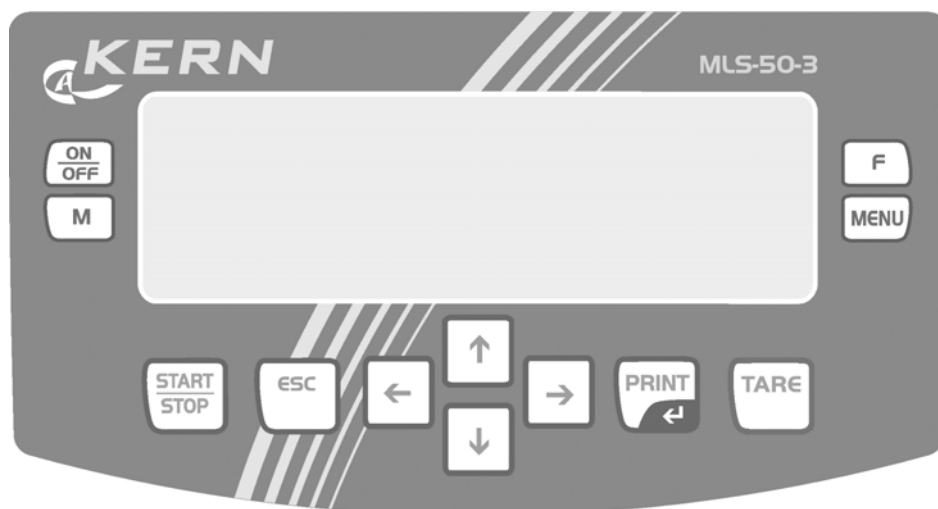 KERN
MLS-50-3
ON
OFF
F
M
MENU
START
STOP
ESC
←
↑
↓
→
PRINT
↵
TARE